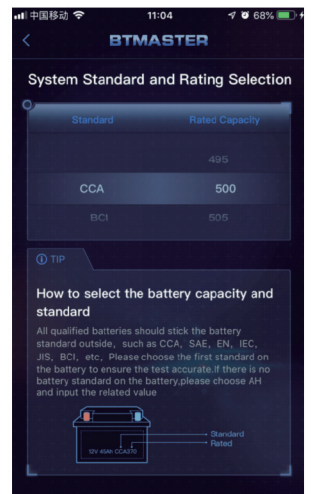 中国移动 11:04 68%
BTMASTER
System Standard and Rating Selection
Standard Rated Capacity
495
CCA 500
BCI 505
TIP
How to select the battery capacity and
standard
All qualified batteries should stick the battery
standard outside, such as CCA, SAE, EN, IEC,
JIS, BCI, etc, Please choose the first standard on
the battery to ensure the test accurate.If there is no
battery standard on the battery,please choose AH
and input the related value
Standard
Rated
12V 45Ah CCA370